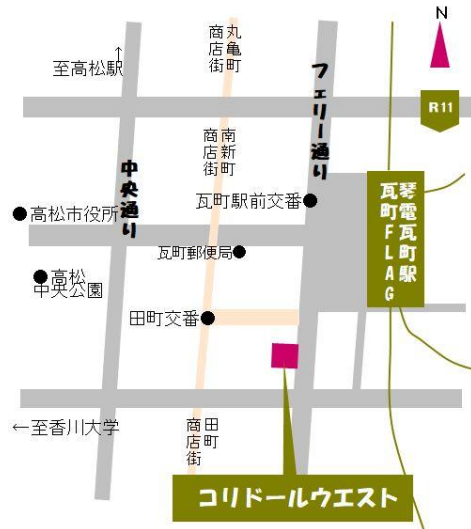 N
丸亀町
商店街
↑
至高松駅
フェリー通り
R11
南新町
商店街
中央通り
瓦町駅前交番
琴電瓦町駅
瓦町FLAG
高松市役所
瓦町郵便局
高松
中央公園
田町交番
田町
商店街
←至香川大学
コリドールウエスト